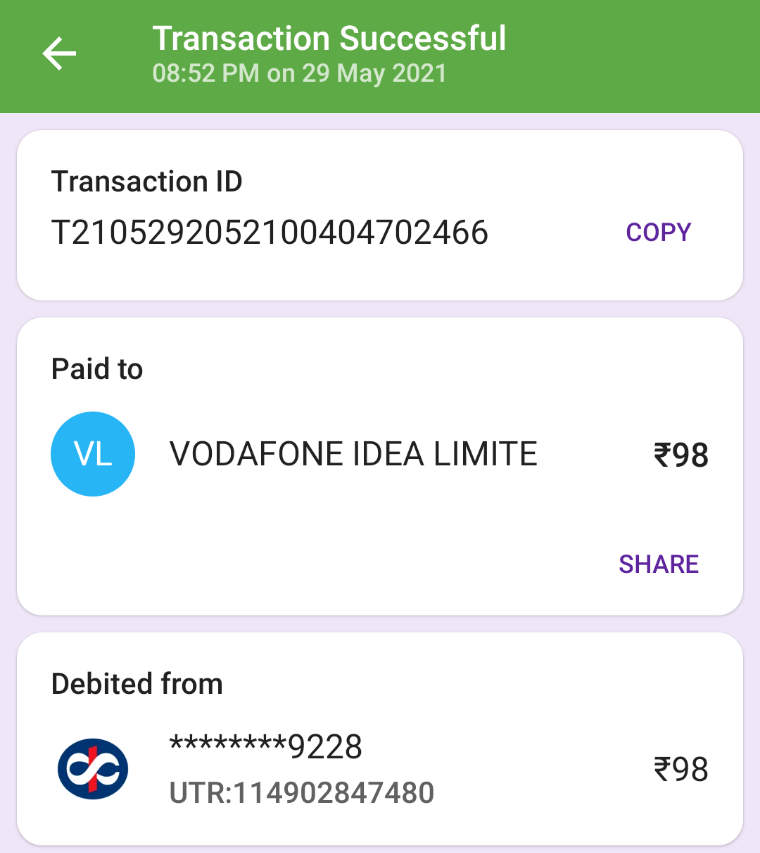 Transaction Successful
08:52 PM on 29 May 2021
Transaction ID
T2105292052100404702466
COPY
Paid to
VL
VODAFONE IDEA LIMITE
₹98
SHARE
Debited from
********9228
₹98
UTR:114902847480